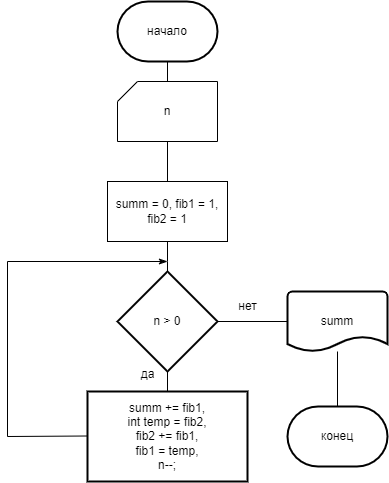 начало
n
summ = 0, fib1 = 1,
fib2 = 1
n > 0
нет
summ
да
summ += fib1,
int temp = fib2,
fib2 += fib1,
fib1 = temp,
n--;
конец